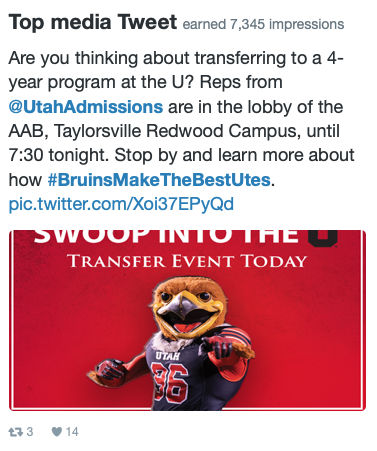 Top media Tweet earned 7,345 impressions
Are you thinking about transferring to a 4-
year program at the U? Reps from
@UtahAdmissions are in the lobby of the
AAB, Taylorsville Redwood Campus, until
7:30 tonight. Stop by and learn more about
how #BruinsMakeTheBestUtes.
pic.twitter.com/Xoi37EPyQd
SWOOP INTO THE U
TRANSFER EVENT TODAY
UTAH
96
3 14